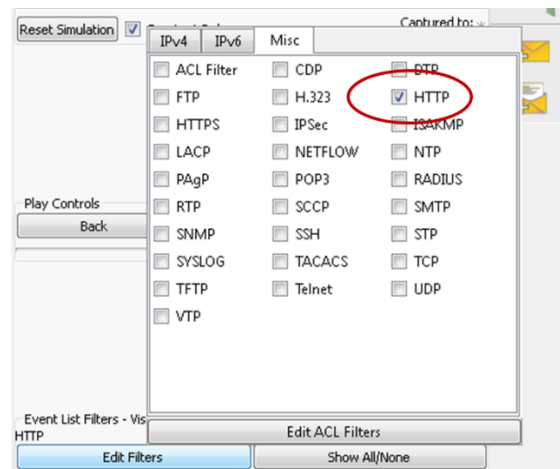 Reset Simulation
Captured to:
IPv4 IPv6 Misc
ACL Filter CDP DTP
FTP H.323 HTTP
HTTPS IPSec ISAKMP
LACP NETFLOW NTP
PAgP POP3 RADIUS
Play Controls
RTP SCCP SMTP
Back
SNMP SSH STP
SYSLOG TACACS TCP
TFTP Telnet UDP
VTP
Event List Filters - Vis
HTTP
Edit ACL Filters
Edit Filters Show All/None